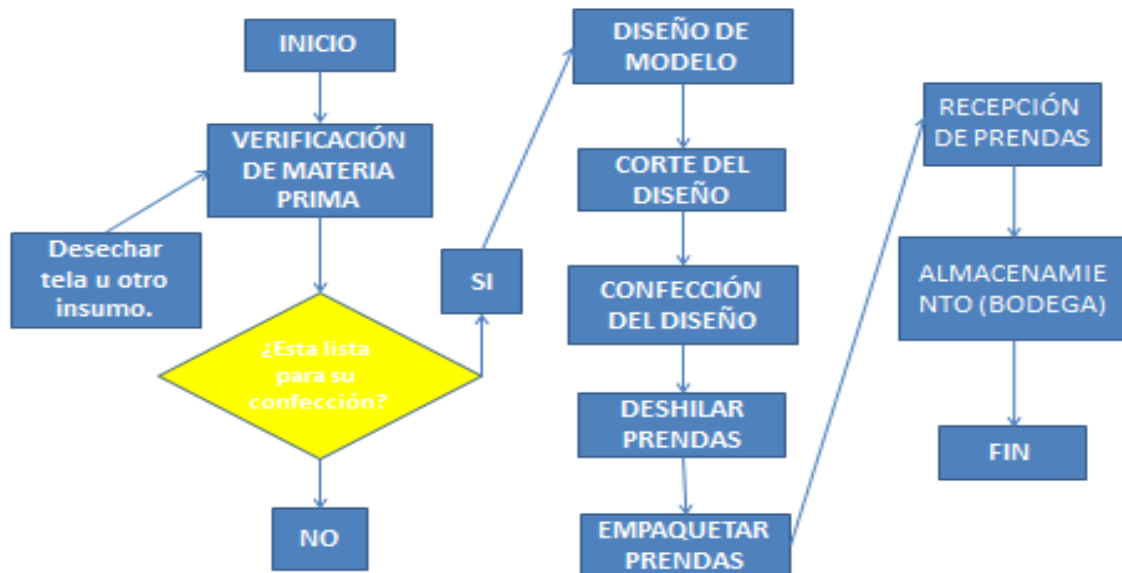 INICIO
VERIFICACIÓN
DE MATERIA
PRIMA
Desechar
tela u otro
insumo.
¿Esta lista
para su
confección?
NO
SI
DISEÑO DE
MODELO
CORTE DEL
DISEÑO
CONFECCIÓN
DEL DISEÑO
DESHILAR
PRENDAS
EMPAQUETAR
PRENDAS
RECEPCIÓN
DE PRENDAS
ALMACENAMIE
NTO (BODEGA)
FIN